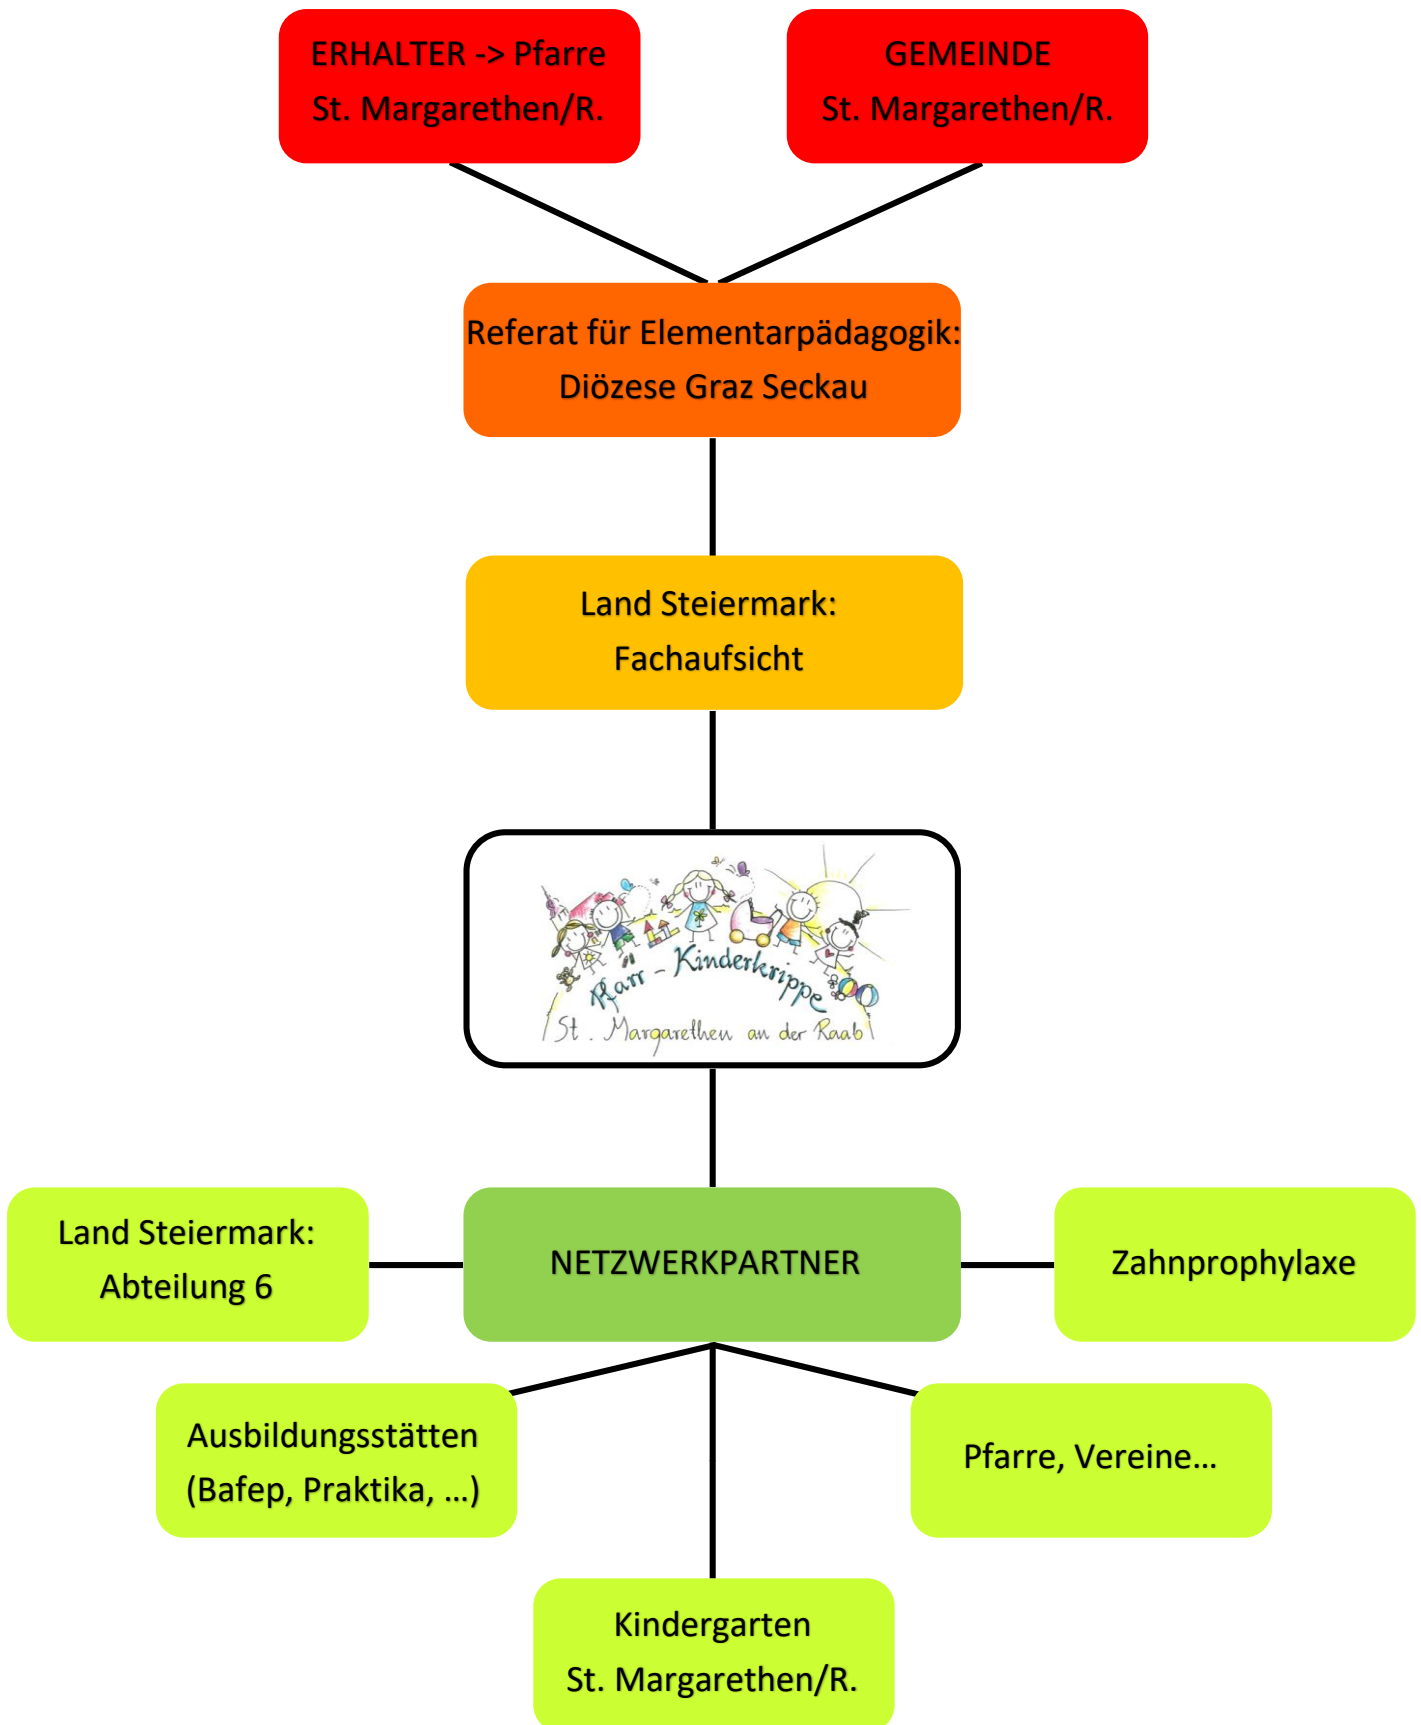 ERHALTER -> Pfarre
St. Margarethen/R.
GEMEINDE
St. Margarethen/R.
Referat für Elementarpädagogik:
Diözese Graz Seckau
Land Steiermark:
Fachaufsicht
Pfarr - Kinderkrippe
St. Margarethen an der Raab
Land Steiermark:
Abteilung 6
NETZWERKPARTNER
Zahnprophylaxe
Ausbildungsstätten
(Bafep, Praktika, …)
Pfarre, Vereine…
Kindergarten
St. Margarethen/R.